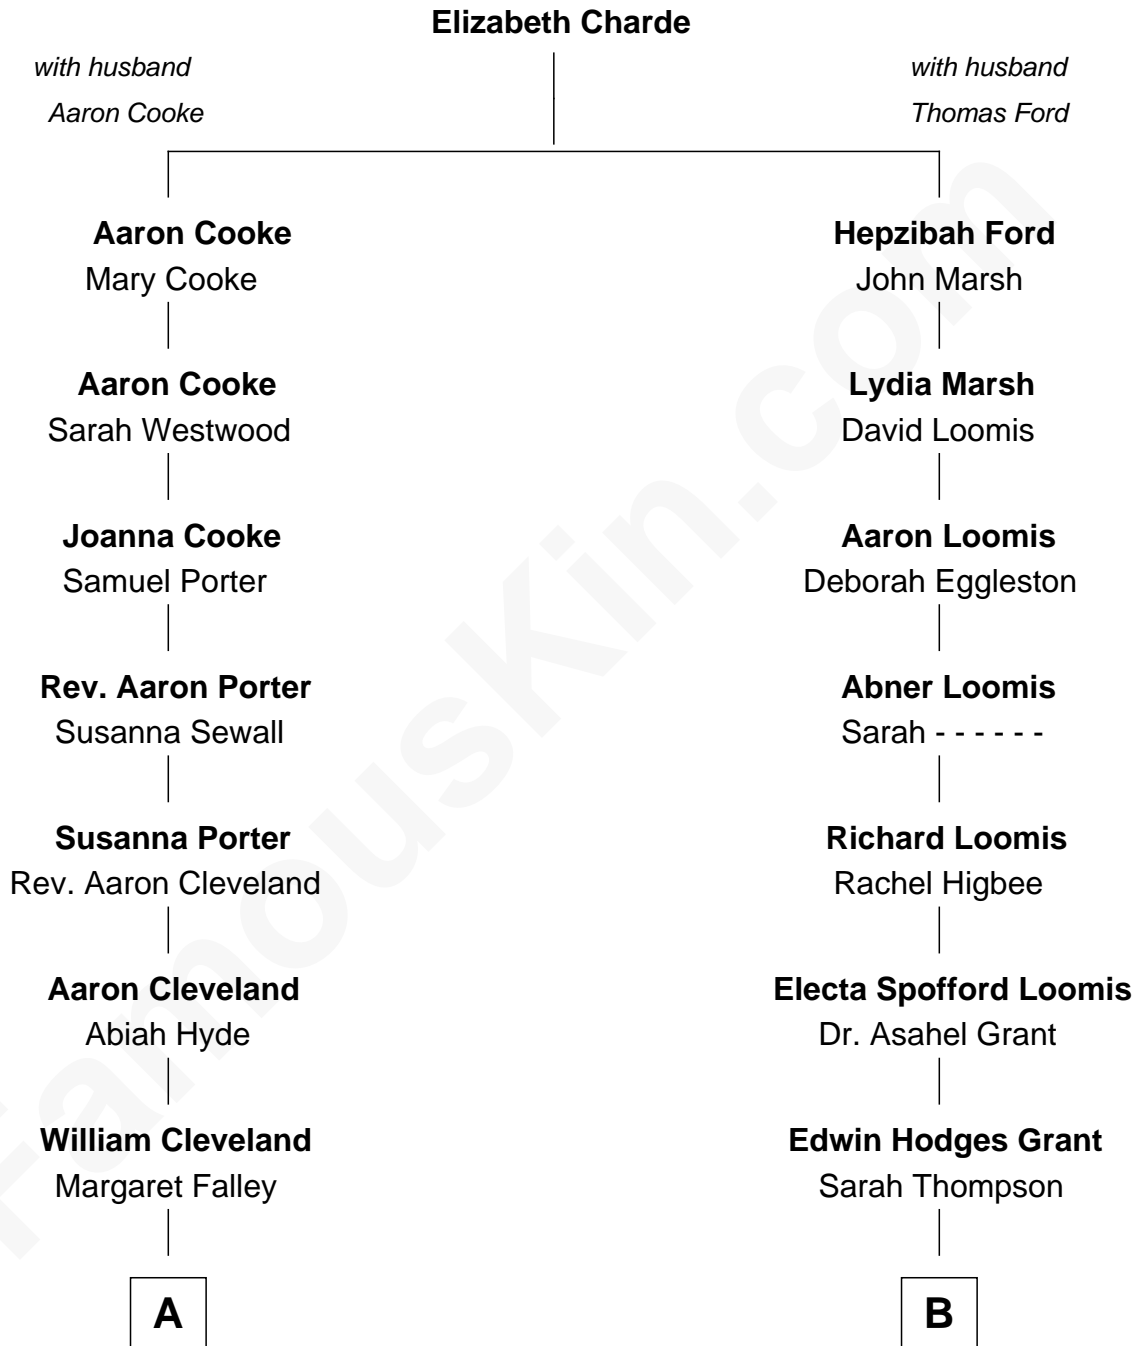 Elizabeth Charde
with husband
Aaron Cooke
with husband
Thomas Ford
Aaron Cooke
Mary Cooke
Hepzibah Ford
John Marsh
Aaron Cooke
Sarah Westwood
Lydia Marsh
David Loomis
Joanna Cooke
Samuel Porter
Aaron Loomis
Deborah Eggleston
Rev. Aaron Porter
Susanna Sewall
Abner Loomis
Sarah - - - - - -
Susanna Porter
Rev. Aaron Cleveland
Richard Loomis
Rachel Higbee
Aaron Cleveland
Abiah Hyde
Electa Spofford Loomis
Dr. Asahel Grant
William Cleveland
Margaret Falley
Edwin Hodges Grant
Sarah Thompson
A
B
FamousKin.com